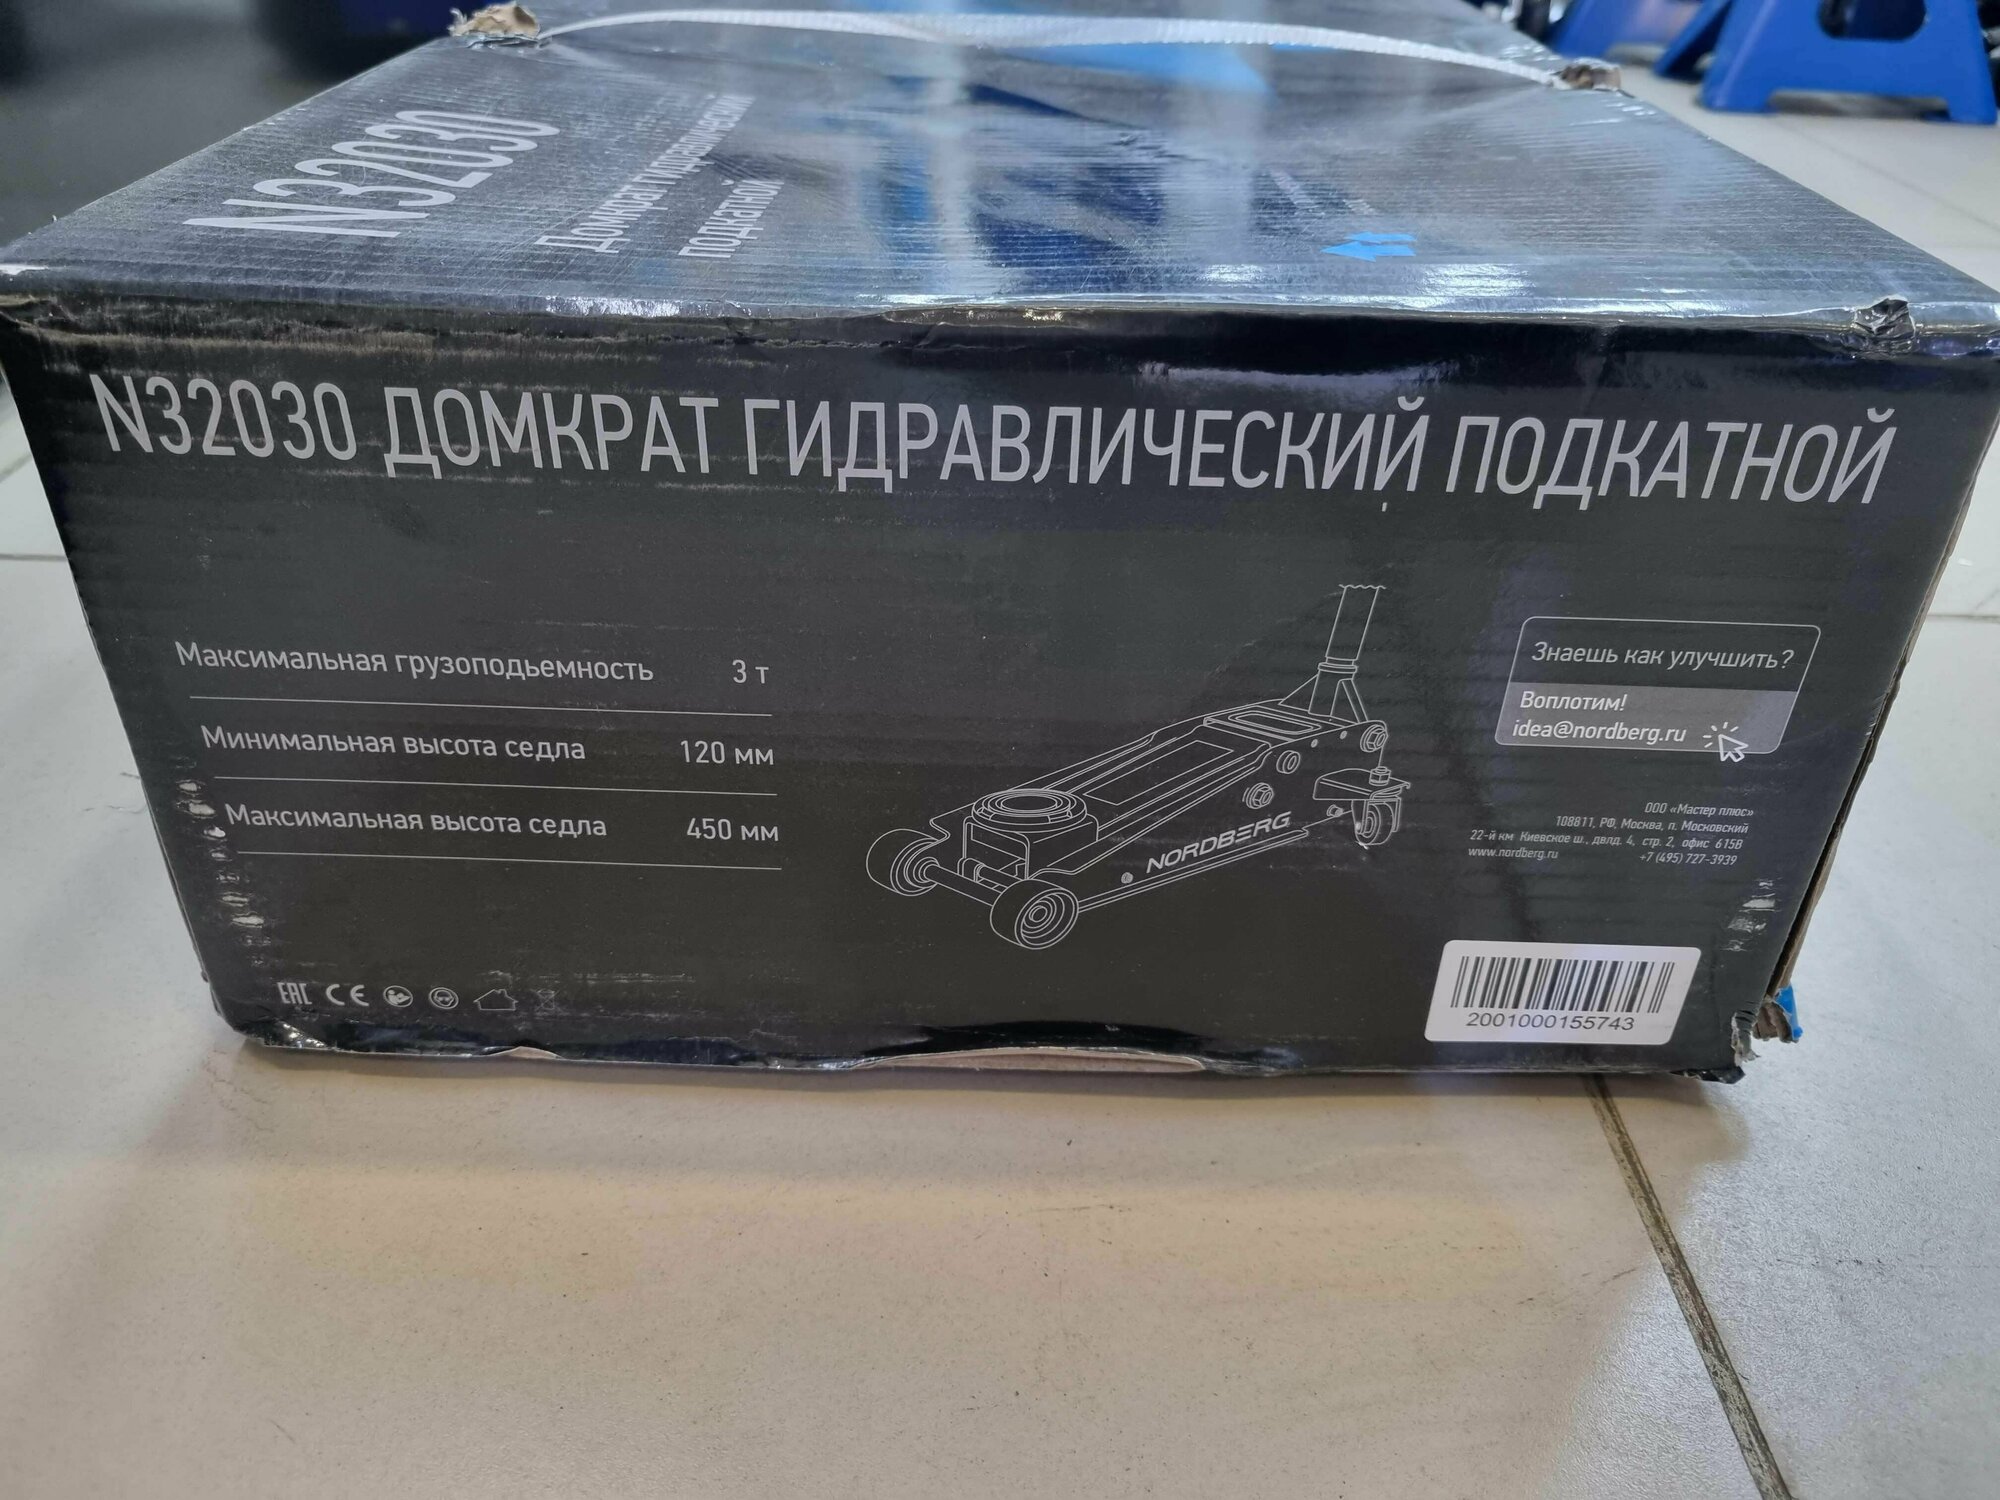 N32030
Домкрат гидравлический
подкатной
N32030 ДОМКРАТ ГИДРАВЛИЧЕСКИЙ ПОДКАТНОЙ
Максимальная грузоподьемность 3 т
Минимальная высота седла 120 мм
Максимальная высота седла 450 мм
NORDBERG
Знаешь как улучшить?
Воплотим!
idea@nordberg.ru
ООО «Мастер плюс»
108811, РФ, Москва, п. Московский
22-й км Киевское ш., двлд. 4, стр. 2, офис 615В
www.nordberg.ru +7 (495) 727-3939
EAC CE
2001000155743